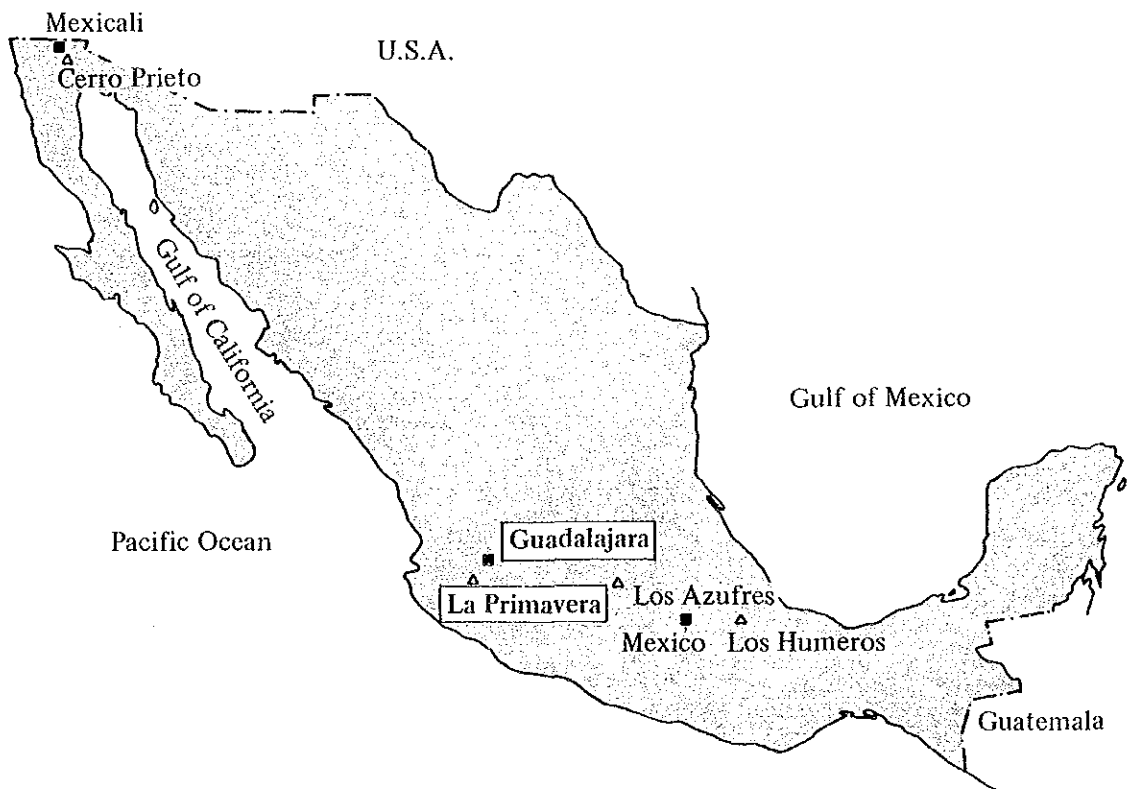 Mexicali
U.S.A.
Cerro Prieto
Gulf of California
Gulf of Mexico
Pacific Ocean
Guadalajara
La Primavera
Los Azufres
Mexico
Los Humeros
Guatemala